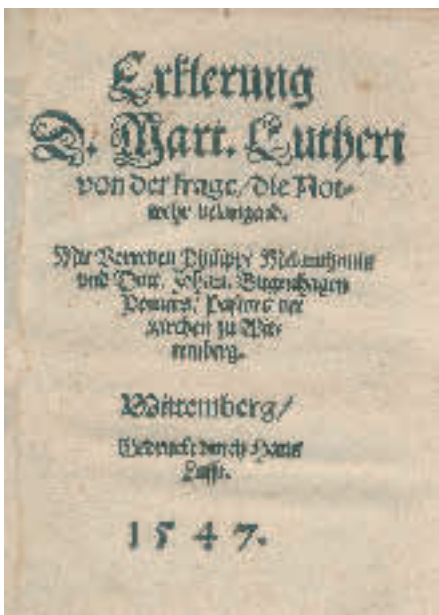 Erklerung
D. Mart. Lutheri
von der frage/ die Not-
wehr belangend.
Mit Vorreden Philippi Melanthonis
und Doct. Johan. Bugenhagen
Pomers/ Pastors der
Kirchen zu Wit-
temberg.
Wittemberg/
Gedruckt durch Hans
Lufft.
1547.